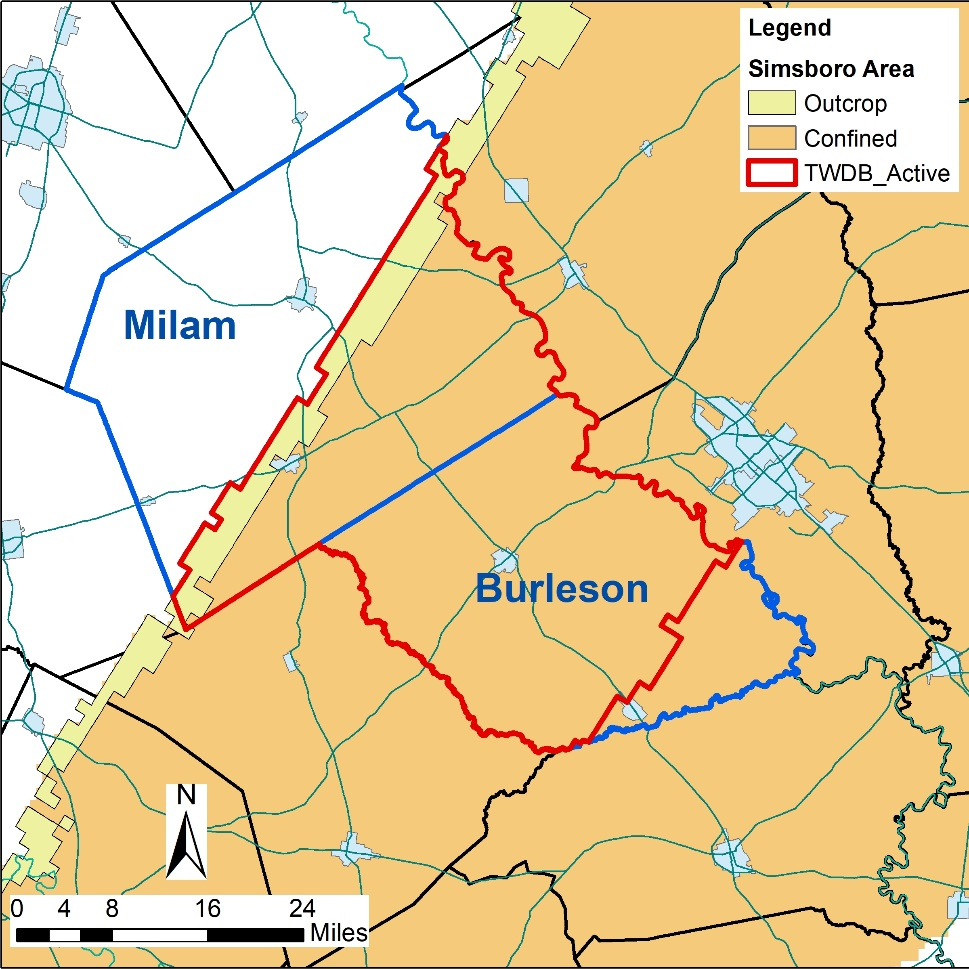 Legend
Simsboro Area
Outcrop
Confined
TWDB_Active
Milam
Burleson
N
0 4 8 16 24
Miles